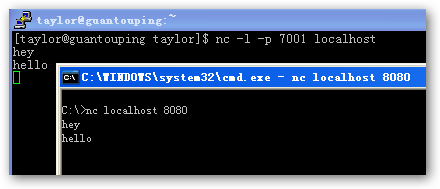 taylor@guantouping:~
[taylor@guantouping taylor]$ nc -l -p 7001 localhost
hey
hello
C:\WINDOWS\system32\cmd.exe - nc localhost 8080
C:\>nc localhost 8080
hey
hello